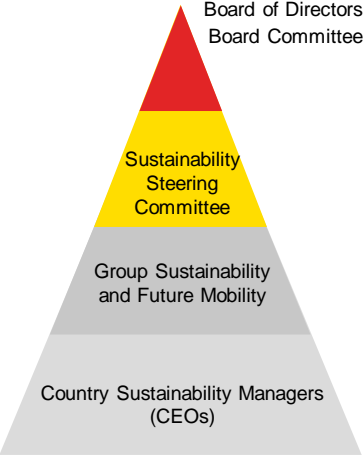 Board of Directors
Board Committee
Sustainability
Steering
Committee
Group Sustainability
and Future Mobility
Country Sustainability Managers
(CEOs)